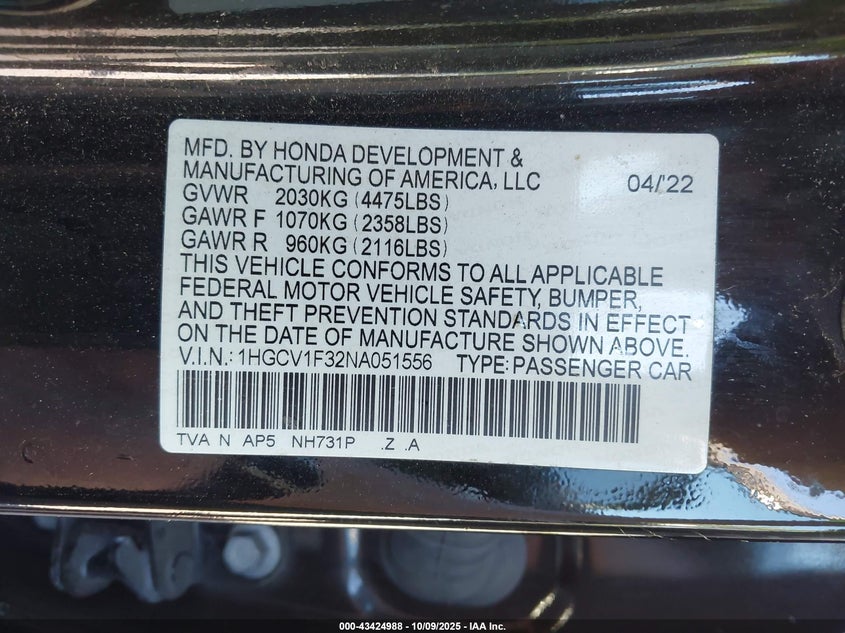 MFD. BY HONDA DEVELOPMENT &
MANUFACTURING OF AMERICA, LLC 04/'22
GVWR 2030KG (4475LBS)
GAWR F 1070KG (2358LBS)
GAWR R 960KG (2116LBS)
THIS VEHICLE CONFORMS TO ALL APPLICABLE
FEDERAL MOTOR VEHICLE SAFETY, BUMPER,
AND THEFT PREVENTION STANDARDS IN EFFECT
ON THE DATE OF MANUFACTURE SHOWN ABOVE.
V.I.N.: 1HGCV1F32NA051556 TYPE: PASSENGER CAR
TVA N AP5 NH731P .Z .A
000-43424988 - 10/09/2025 - IAA Inc.